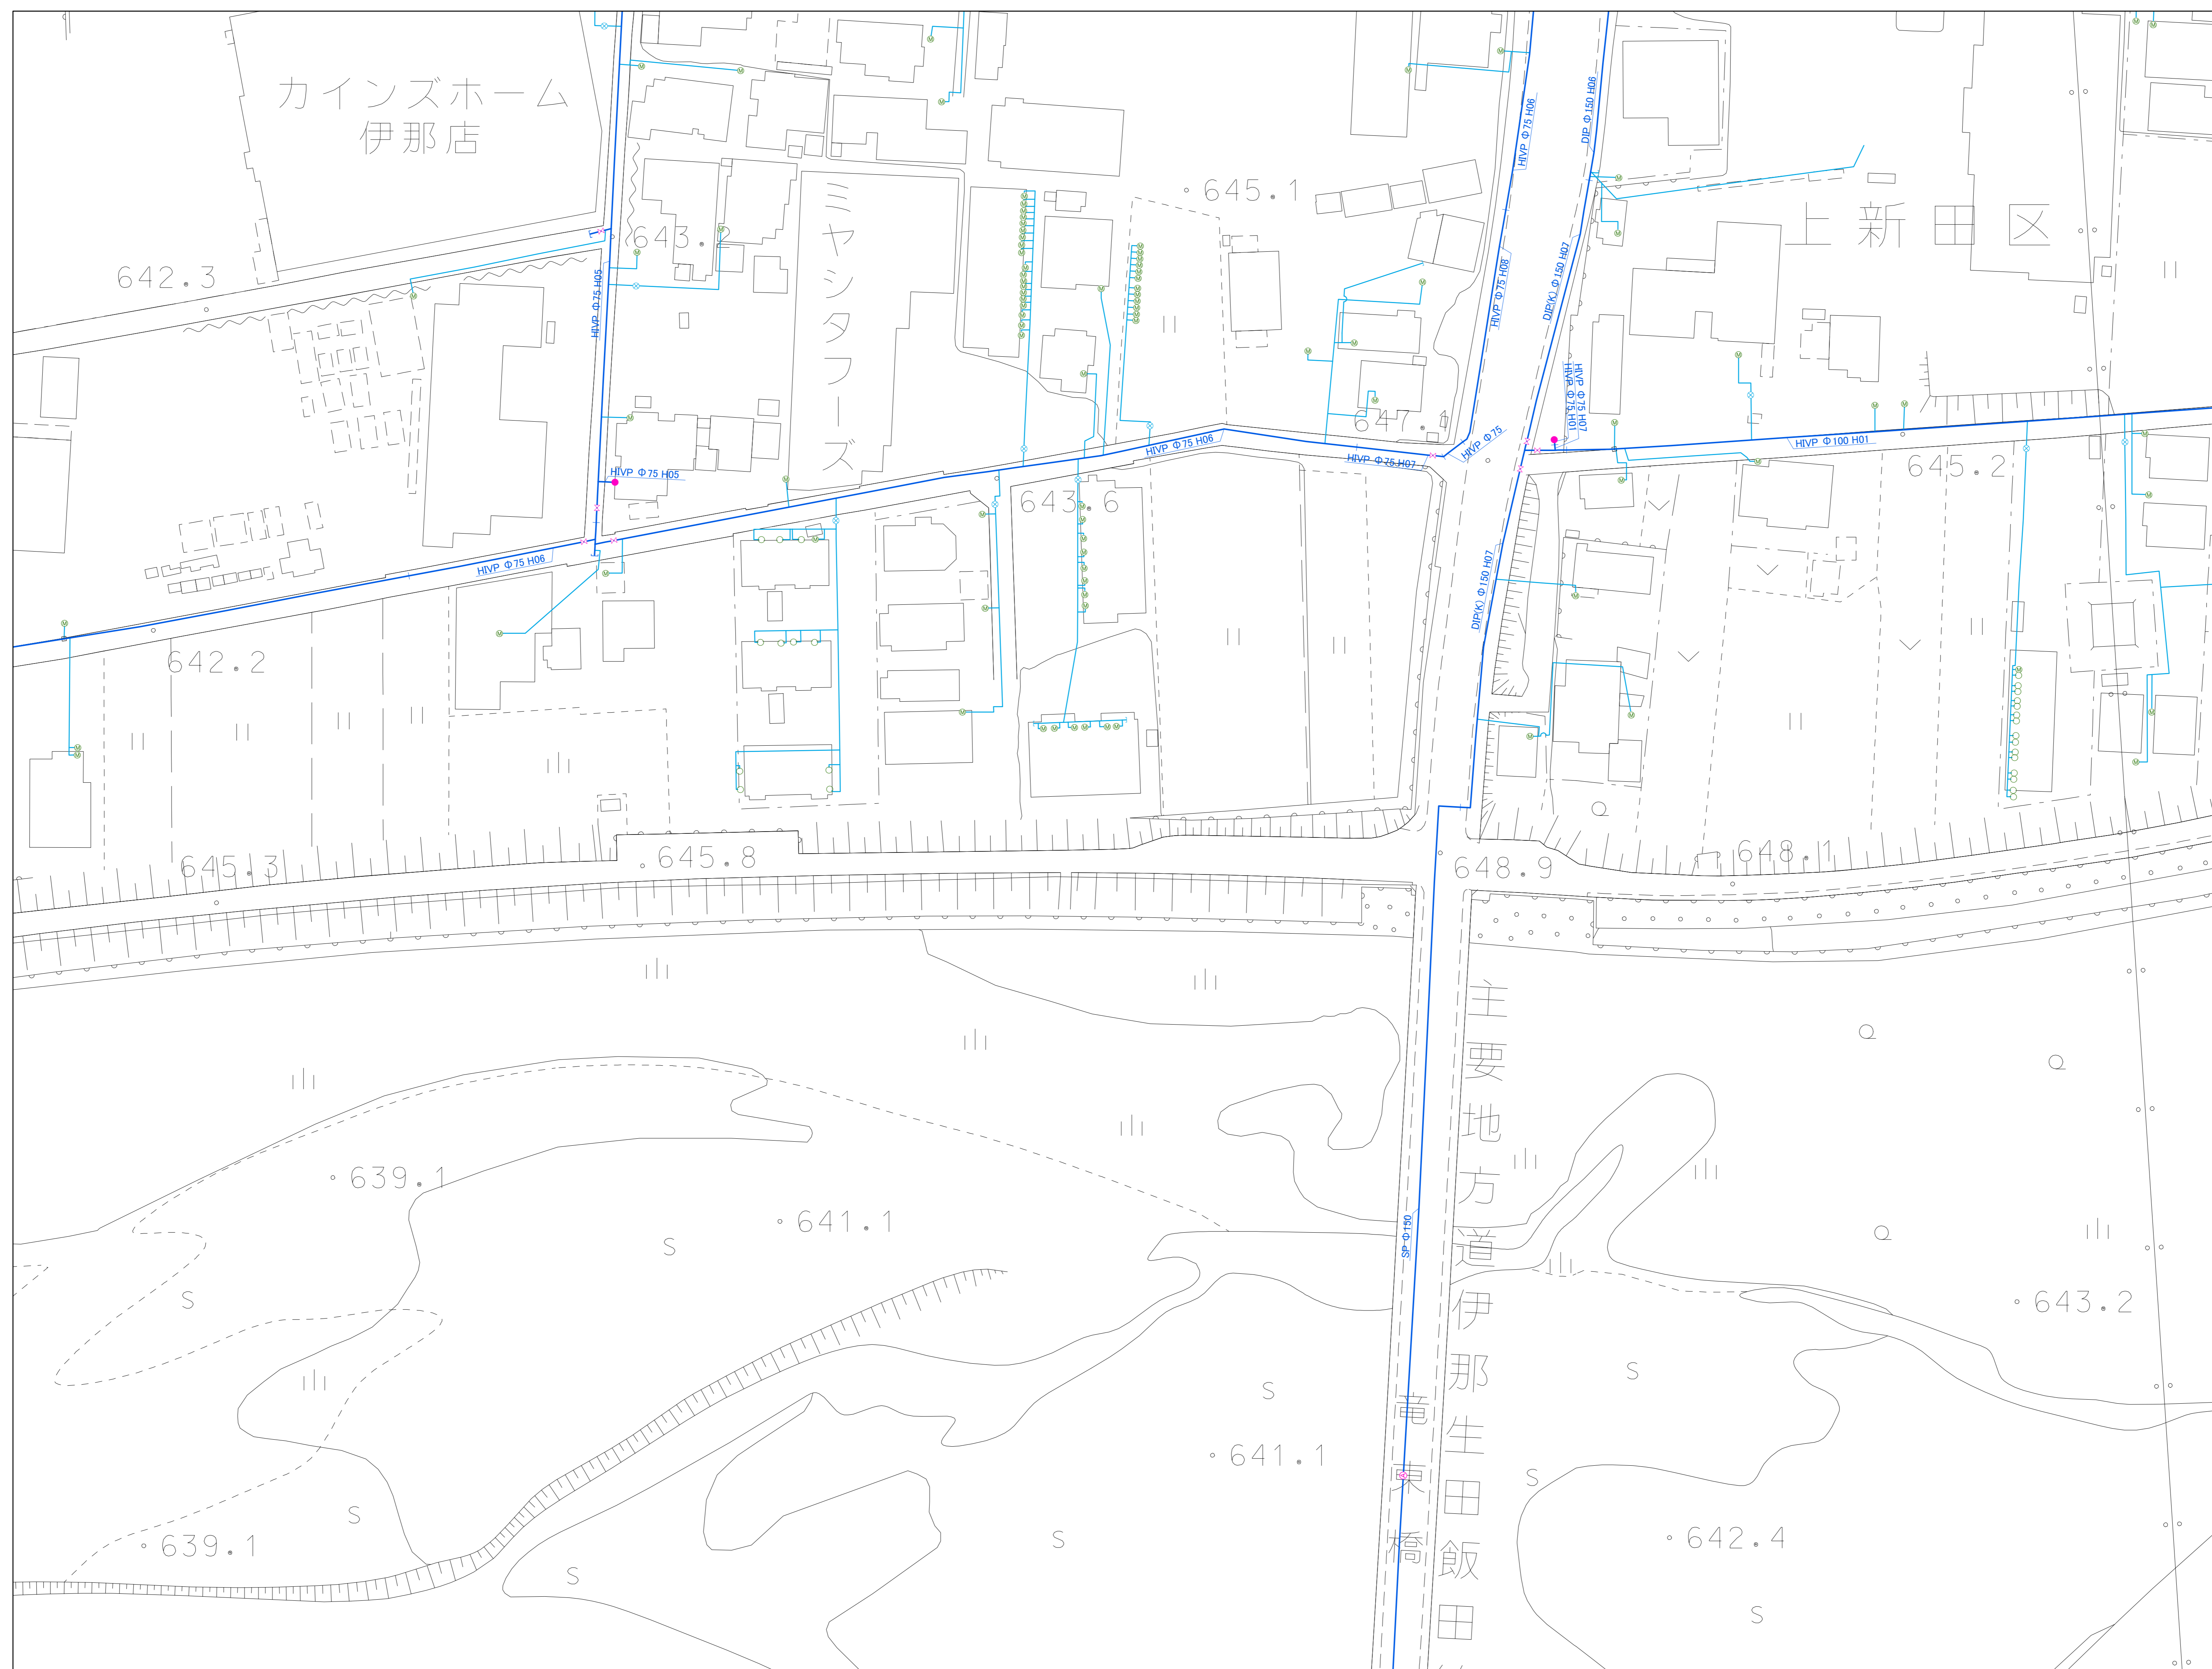 カインズホーム
伊那店
HIVP Φ75 H06
DIP Φ150 H06
645.1
上新田区
642.3
643.2
ミヤシタフーズ
HIVP Φ75 H05
HIVP Φ75 H08
DIP(K) Φ150 H07
HIVP Φ75 H07
HIVP Φ75 H01
647.1
HIVP Φ75
HIVP Φ75 H06
HIVP Φ75 H07
HIVP Φ100 H01
645.2
HIVP Φ75 H05
643.6
HIVP Φ75 H06
DIP(K) Φ150 H07
642.2
645.3
645.8
648.9
648.1
主要地方道伊那生田飯田
639.1
641.1
SP Φ150
643.2
竜東橋
641.1
639.1
642.4